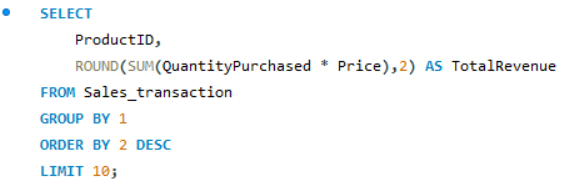 SELECT
ProductID,
ROUND(SUM(QuantityPurchased * Price),2) AS TotalRevenue
FROM Sales_transaction
GROUP BY 1
ORDER BY 2 DESC
LIMIT 10;